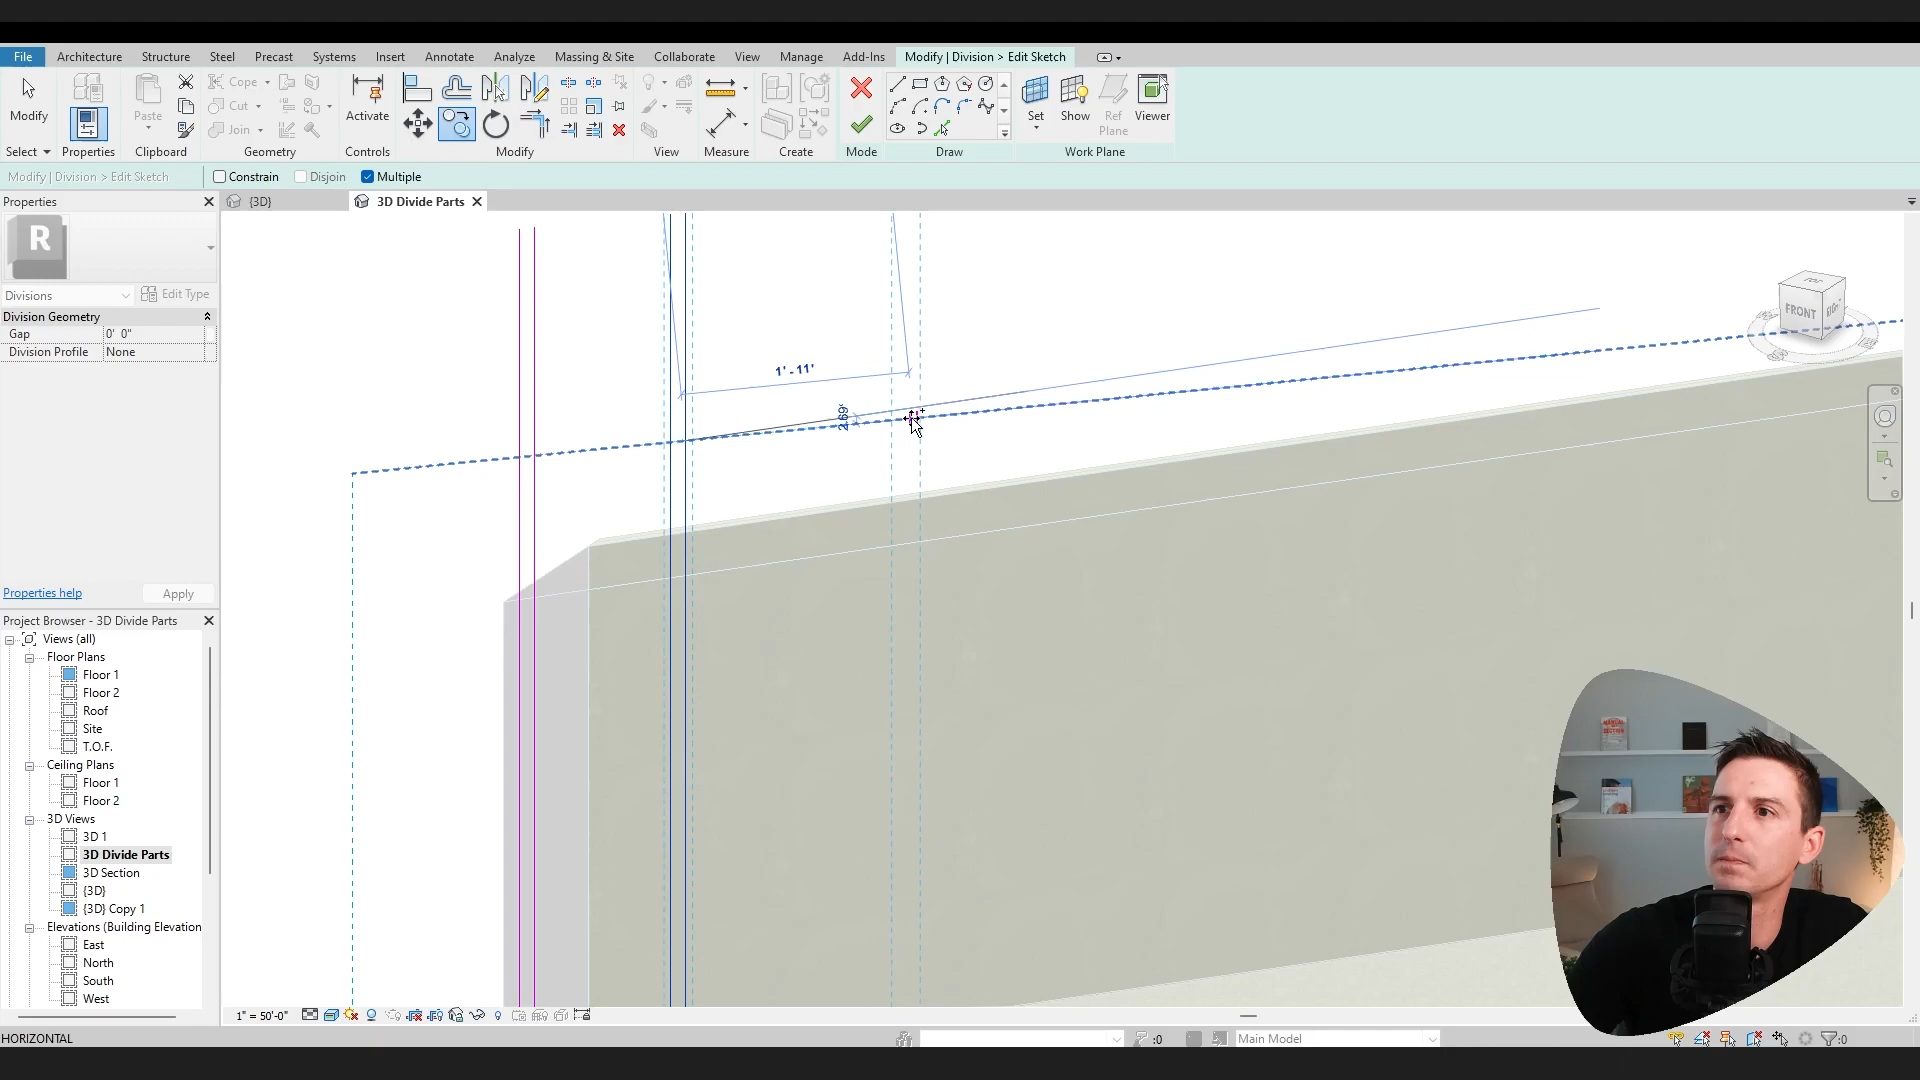 File Architecture Structure Steel Precast Systems Insert Annotate Analyze Massing & Site Collaborate View Manage Add-Ins Modify | Division > Edit Sketch
Modify Paste Cope Cut Join Activate Set Show Ref Plane Viewer
Select Properties Clipboard Geometry Controls Modify View Measure Create Mode Draw Work Plane
Modify | Division > Edit Sketch Constrain Disjoin Multiple
Properties
{3D}
3D Divide Parts
R
Divisions
Edit Type
Division Geometry
Gap 0' 0"
Division Profile None
Properties help
Apply
1' - 11"
2.69°
FRONT
Project Browser - 3D Divide Parts
Views (all)
Floor Plans
Floor 1
Floor 2
Roof
Site
T.O.F.
Ceiling Plans
Floor 1
Floor 2
3D Views
3D 1
3D Divide Parts
3D Section
{3D}
{3D} Copy 1
Elevations (Building Elevation
East
North
South
West
1" = 50'-0"
HORIZONTAL
:0
Main Model
:0